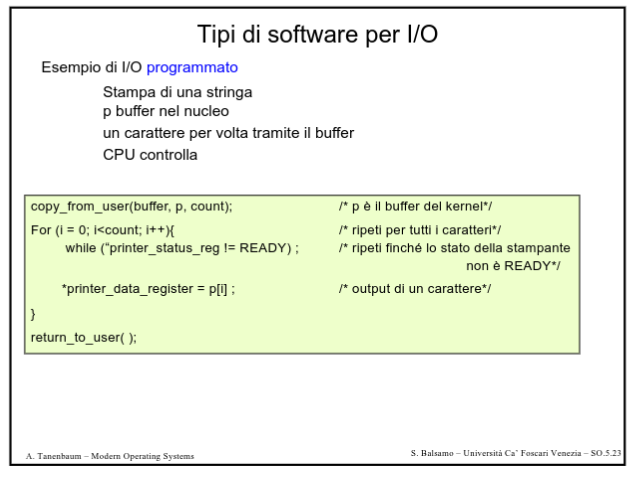 Tipi di software per I/O
Esempio di I/O programmato
Stampa di una stringa
p buffer nel nucleo
un carattere per volta tramite il buffer
CPU controlla
copy_from_user(buffer, p, count); /* p è il buffer del kernel*/
For (i = 0; i<count; i++){ /* ripeti per tutti i caratteri*/
while (“printer_status_reg != READY) ; /* ripeti finché lo stato della stampante
non è READY*/
*printer_data_register = p[i] ; /* output di un carattere*/
}
return_to_user( );
A. Tanenbaum – Modern Operating Systems
S. Balsamo – Università Ca’ Foscari Venezia – SO.5.23